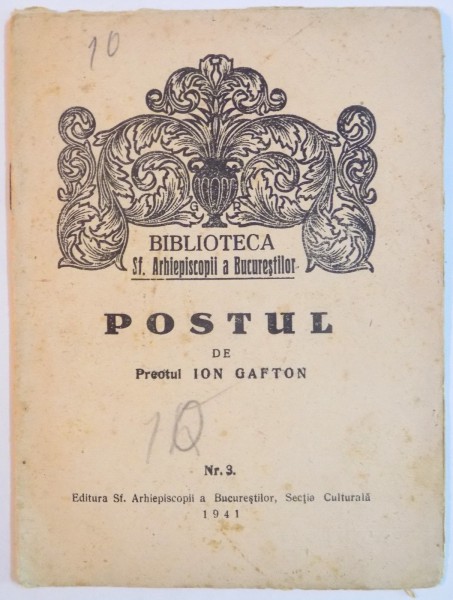 10
BIBLIOTECA
Sf. Arhiepiscopii a Bucureştilor
POSTUL
DE
Preotul ION GAFTON
10
Nr. 3.
Editura Sf. Arhiepiscopii a Bucureştilor, Secţia Culturală
1941